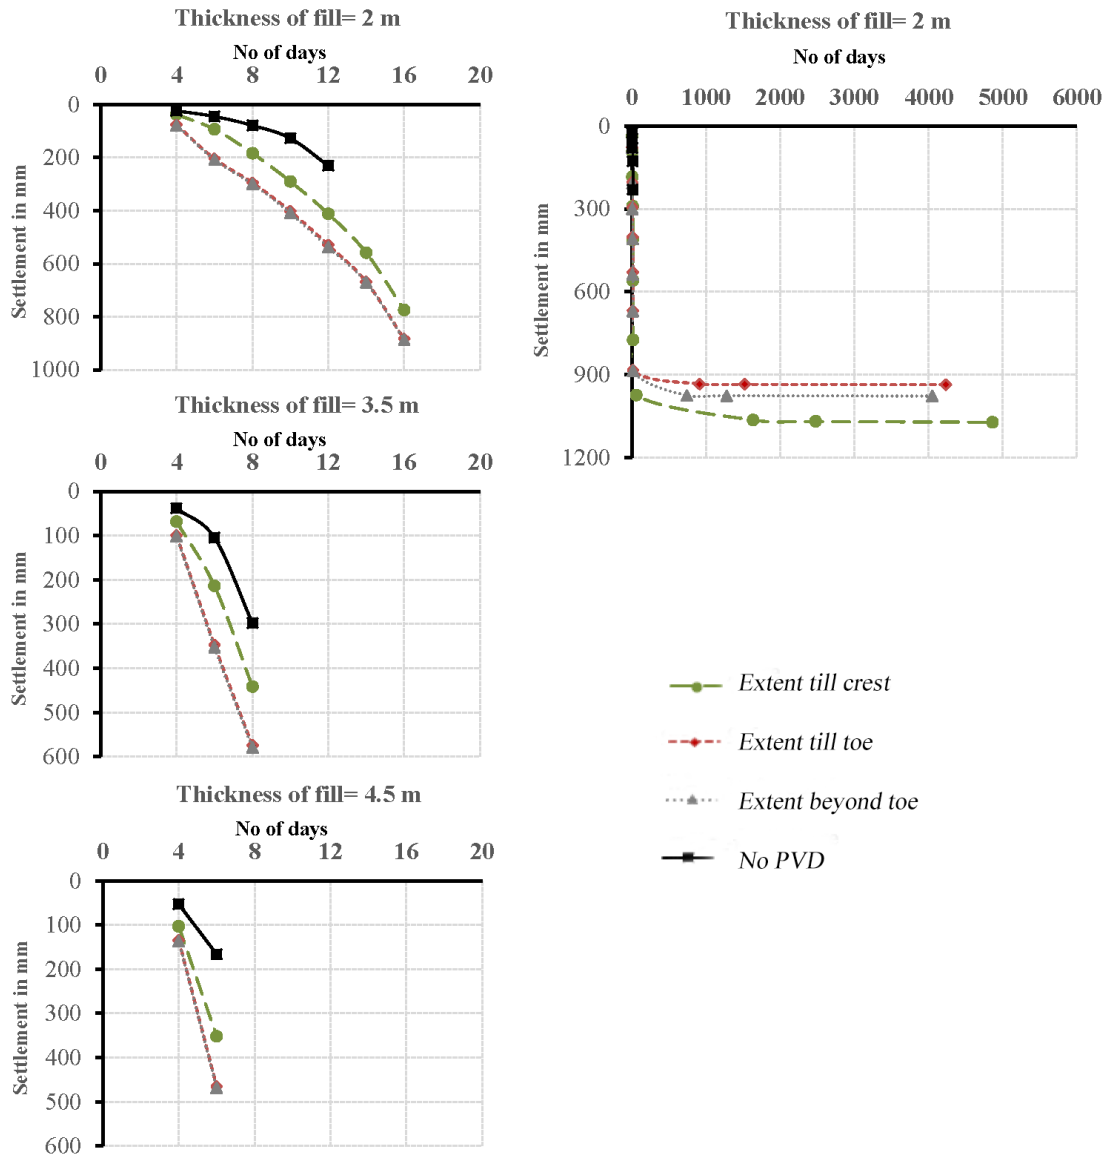 Thickness of fill= 2 m
No of days
0 4 8 12 16 20
0
200
400
600
800
1000
Settlement in mm
Thickness of fill= 2 m
No of days
0 1000 2000 3000 4000 5000 6000
0
300
600
900
1200
Settlement in mm
Thickness of fill= 3.5 m
No of days
0 4 8 12 16 20
0
100
200
300
400
500
600
Settlement in mm
Extent till crest
Extent till toe
Extent beyond toe
No PVD
Thickness of fill= 4.5 m
No of days
0 4 8 12 16 20
0
100
200
300
400
500
600
Settlement in mm